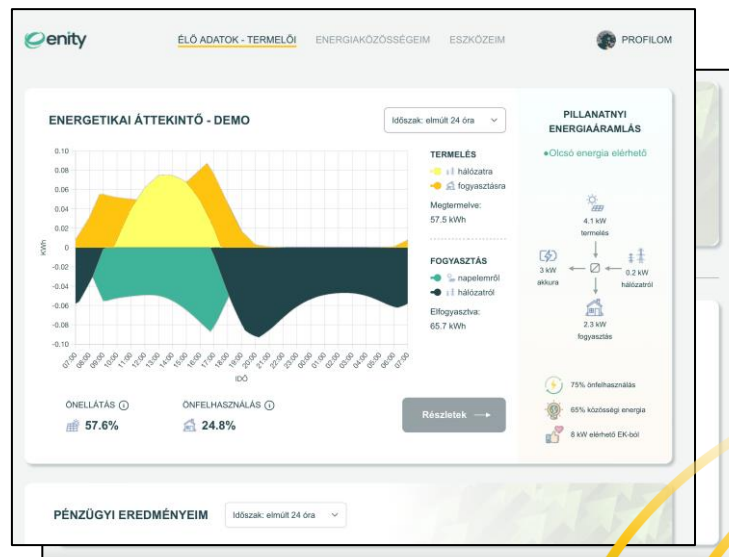 enity
ÉLŐ ADATOK - TERMELŐI
ENERGIAKÖZÖSSÉGEIM
ESZKÖZEIM
PROFILOM
ENERGETIKAI ÁTTEKINTŐ - DEMO
Időszak: elmúlt 24 óra
0.10
0.08
0.06
0.04
0.02
0
-0.02
-0.04
-0.06
-0.08
-0.10
KWh
07:00
08:00
09:00
10:00
11:00
12:00
13:00
14:00
15:00
16:00
17:00
18:00
19:00
20:00
21:00
22:00
23:00
00:00
01:00
02:00
03:00
04:00
05:00
06:00
07:00
IDŐ
TERMELÉS
hálózatra
fogyasztásra
Megtermelve:
57.5 kWh
FOGYASZTÁS
napelemről
hálózatról
Elfogyasztva:
65.7 kWh
ÖNELLÁTÁS
57.6%
ÖNFELHASZNÁLÁS
24.8%
Részletek
PILLANATNYI
ENERGIAÁRAMLÁS
Olcsó energia elérhető
4.1 kW
termelés
3 kW
akkura
0.2 kW
hálózatról
2.3 kW
fogyasztás
75% önfelhasználás
65% közösségi energia
8 kW elérhető EK-ból
PÉNZÜGYI EREDMÉNYEIM
Időszak: elmúlt 24 óra